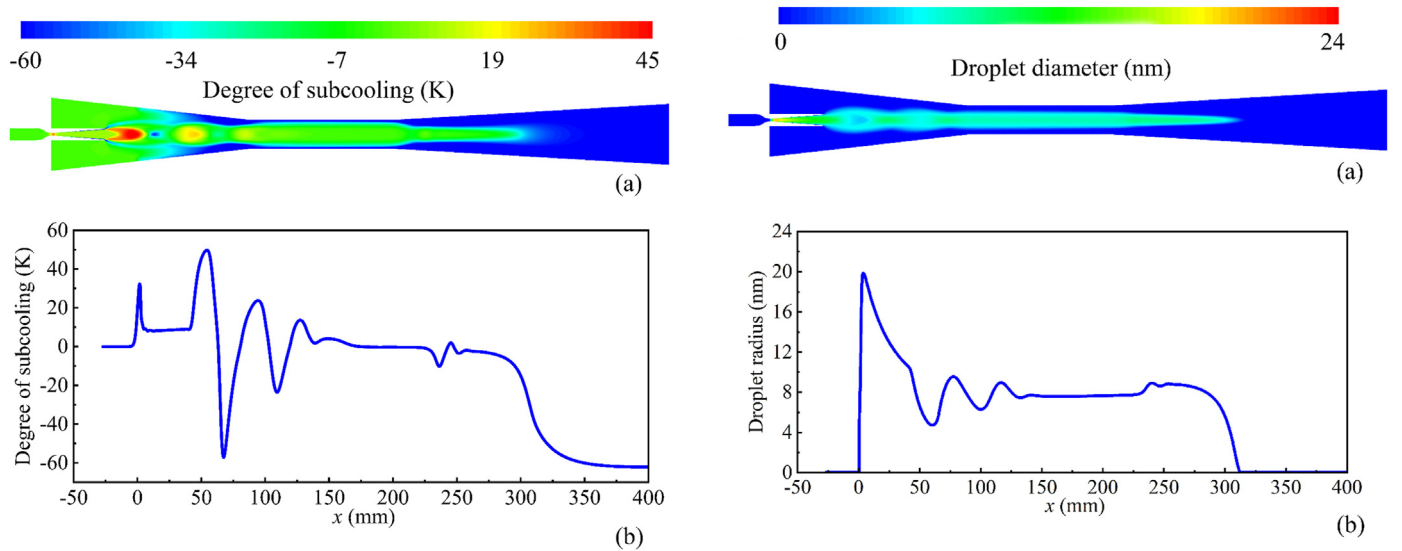 -60 -34 -7 19 45
Degree of subcooling (K)
(a)
Degree of subcooling (K)
60
40
20
0
-20
-40
-60
-50 0 50 100 150 200 250 300 350 400
x (mm)
(b)
0 24
Droplet diameter (nm)
(a)
Droplet radius (nm)
24
20
16
12
8
4
0
-50 0 50 100 150 200 250 300 350 400
x (mm)
(b)